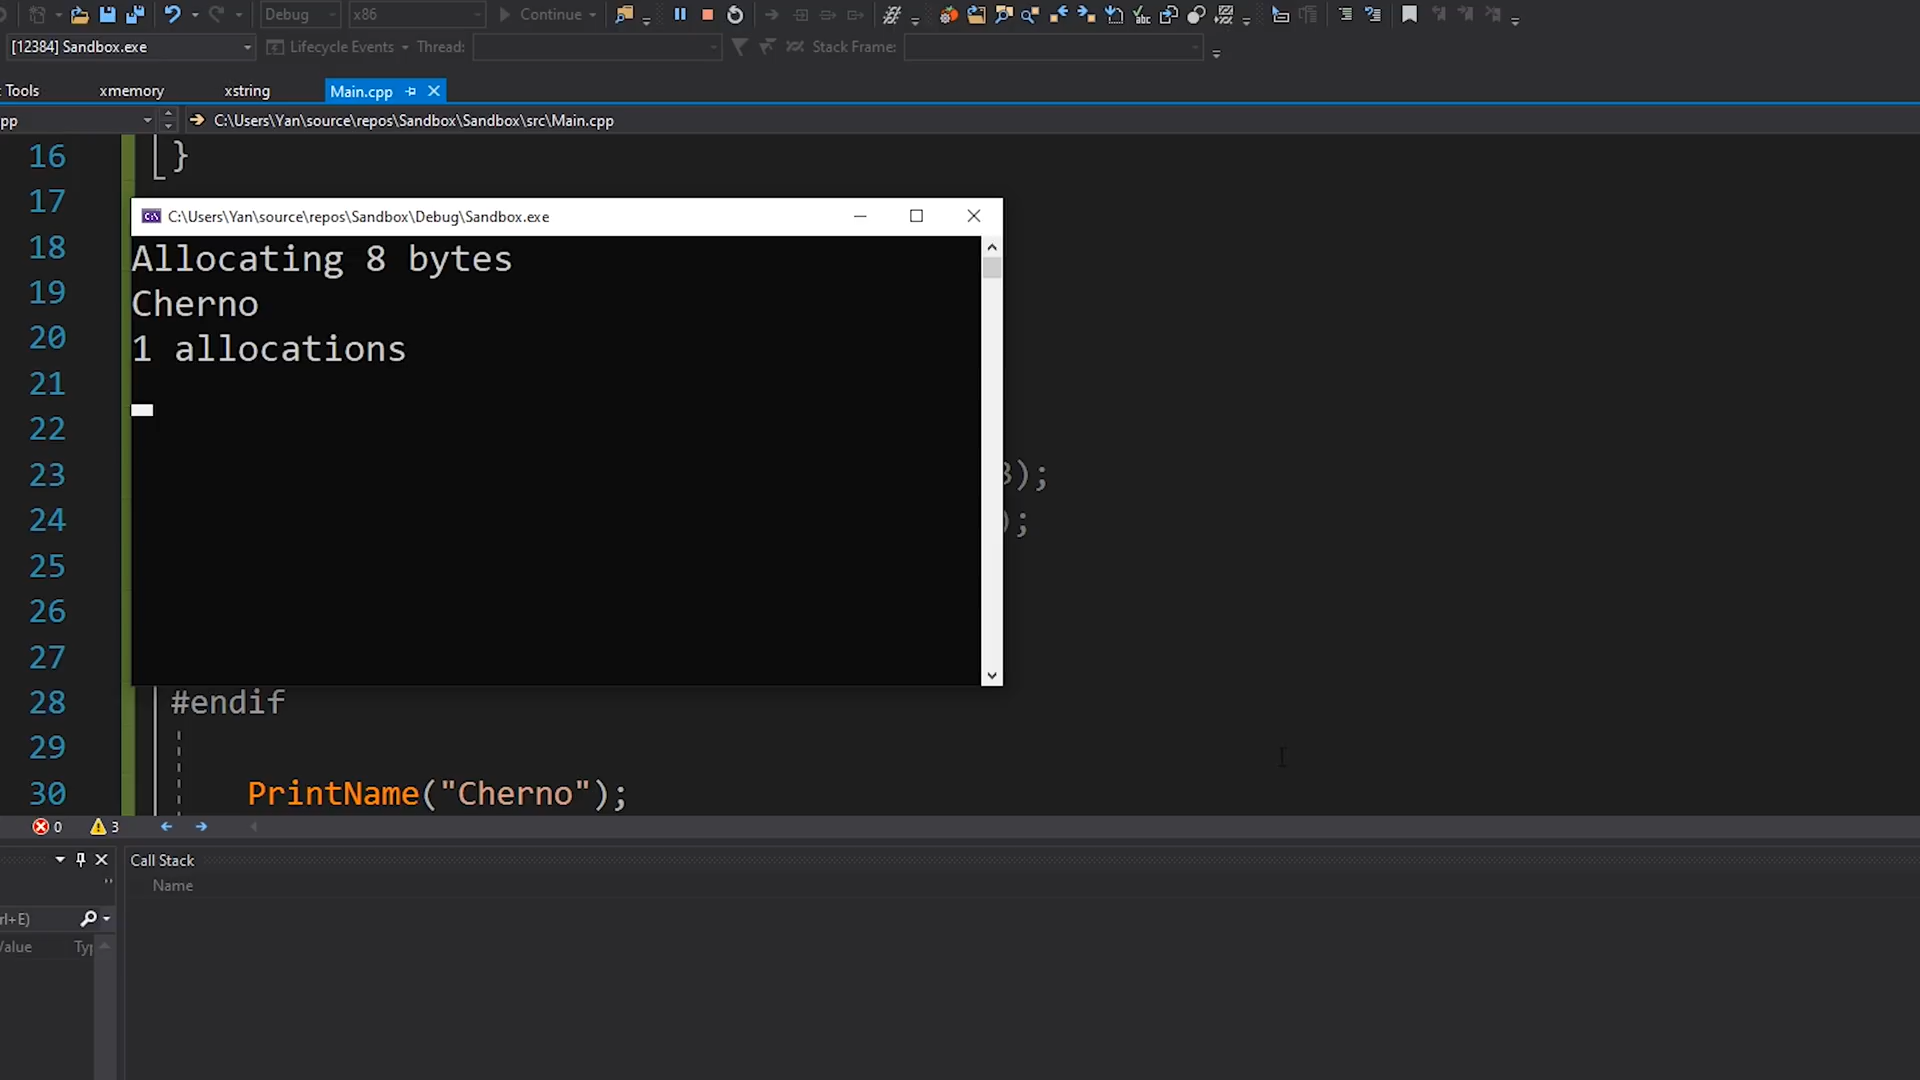 Debug x86 Continue
[12384] Sandbox.exe Lifecycle Events Thread: Stack Frame:
Tools xmemory xstring Main.cpp
pp C:\Users\Yan\source\repos\Sandbox\Sandbox\src\Main.cpp
16 }
17
C:\Users\Yan\source\repos\Sandbox\Debug\Sandbox.exe
18 Allocating 8 bytes
19 Cherno
20 1 allocations
21
22
23 );
24 );
25
26
27
28 #endif
29
30 PrintName("Cherno");
0 3
Call Stack
Name
rl+E)
Value Typ